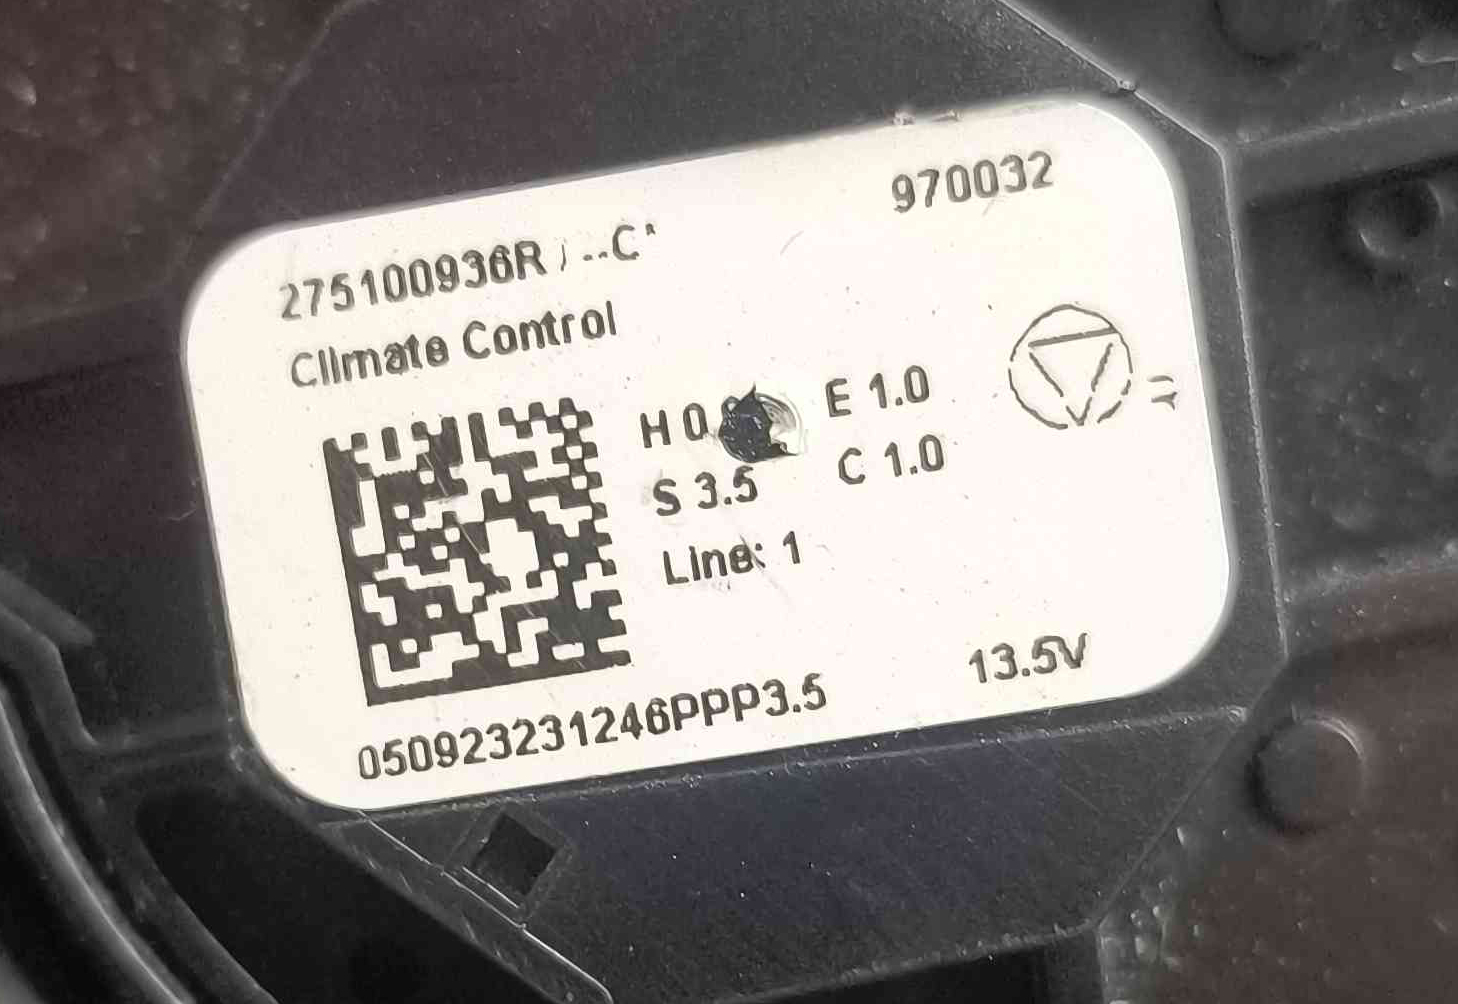 275100936R / ..C*
970032
Climate Control
H 0.
E 1.0
S 3.5
C 1.0
Line: 1
13.5V
050923231246PPP3.5